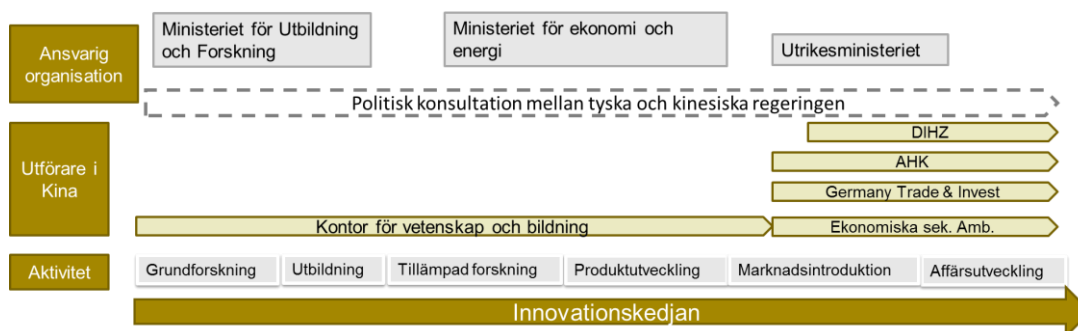 Ansvarig
organisation
Ministeriet för Utbildning
och Forskning
Ministeriet för ekonomi och
energi
Utrikesministeriet
Politisk konsultation mellan tyska och kinesiska regeringen
Utförare i
Kina
DIHZ
AHK
Germany Trade & Invest
Kontor för vetenskap och bildning
Ekonomiska sek. Amb.
Aktivitet
Grundforskning
Utbildning
Tillämpad forskning
Produktutveckling
Marknadsintroduktion
Affärsutveckling
Innovationskedjan